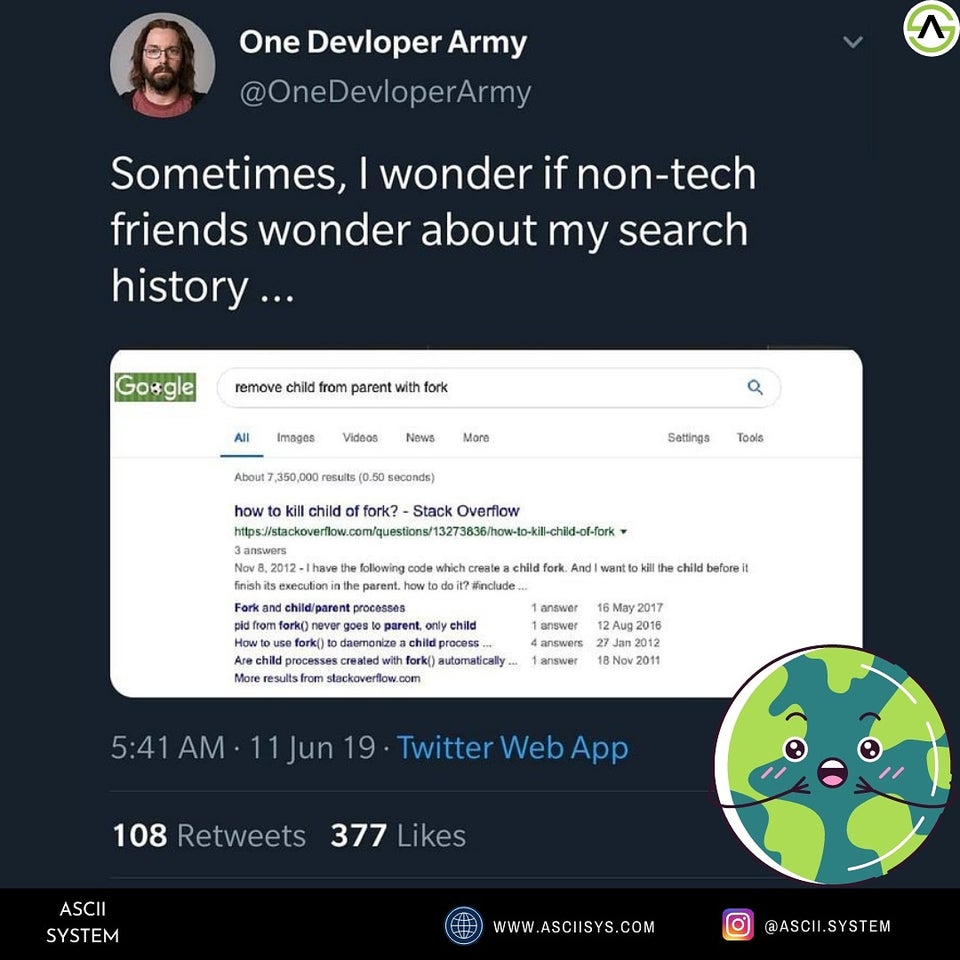 One Devloper Army
@OneDevloperArmy
Sometimes, I wonder if non-tech
friends wonder about my search
history ...
Google
remove child from parent with fork
All Images Videos News More Settings Tools
About 7,350,000 results (0.50 seconds)
how to kill child of fork? - Stack Overflow
https://stackoverflow.com/questions/13273836/how-to-kill-child-of-fork
3 answers
Nov 8, 2012 - I have the following code which create a child fork. And I want to kill the child before it
finish its execution in the parent. how to do it? #include ...
Fork and child/parent processes 1 answer 16 May 2017
pid from fork() never goes to parent, only child 1 answer 12 Aug 2016
How to use fork() to daemonize a child process ... 4 answers 27 Jan 2012
Are child processes created with fork() automatically ... 1 answer 18 Nov 2011
More results from stackoverflow.com
5:41 AM · 11 Jun 19 · Twitter Web App
108 Retweets 377 Likes
ASCII
SYSTEM
WWW.ASCIISYS.COM
@ASCII.SYSTEM